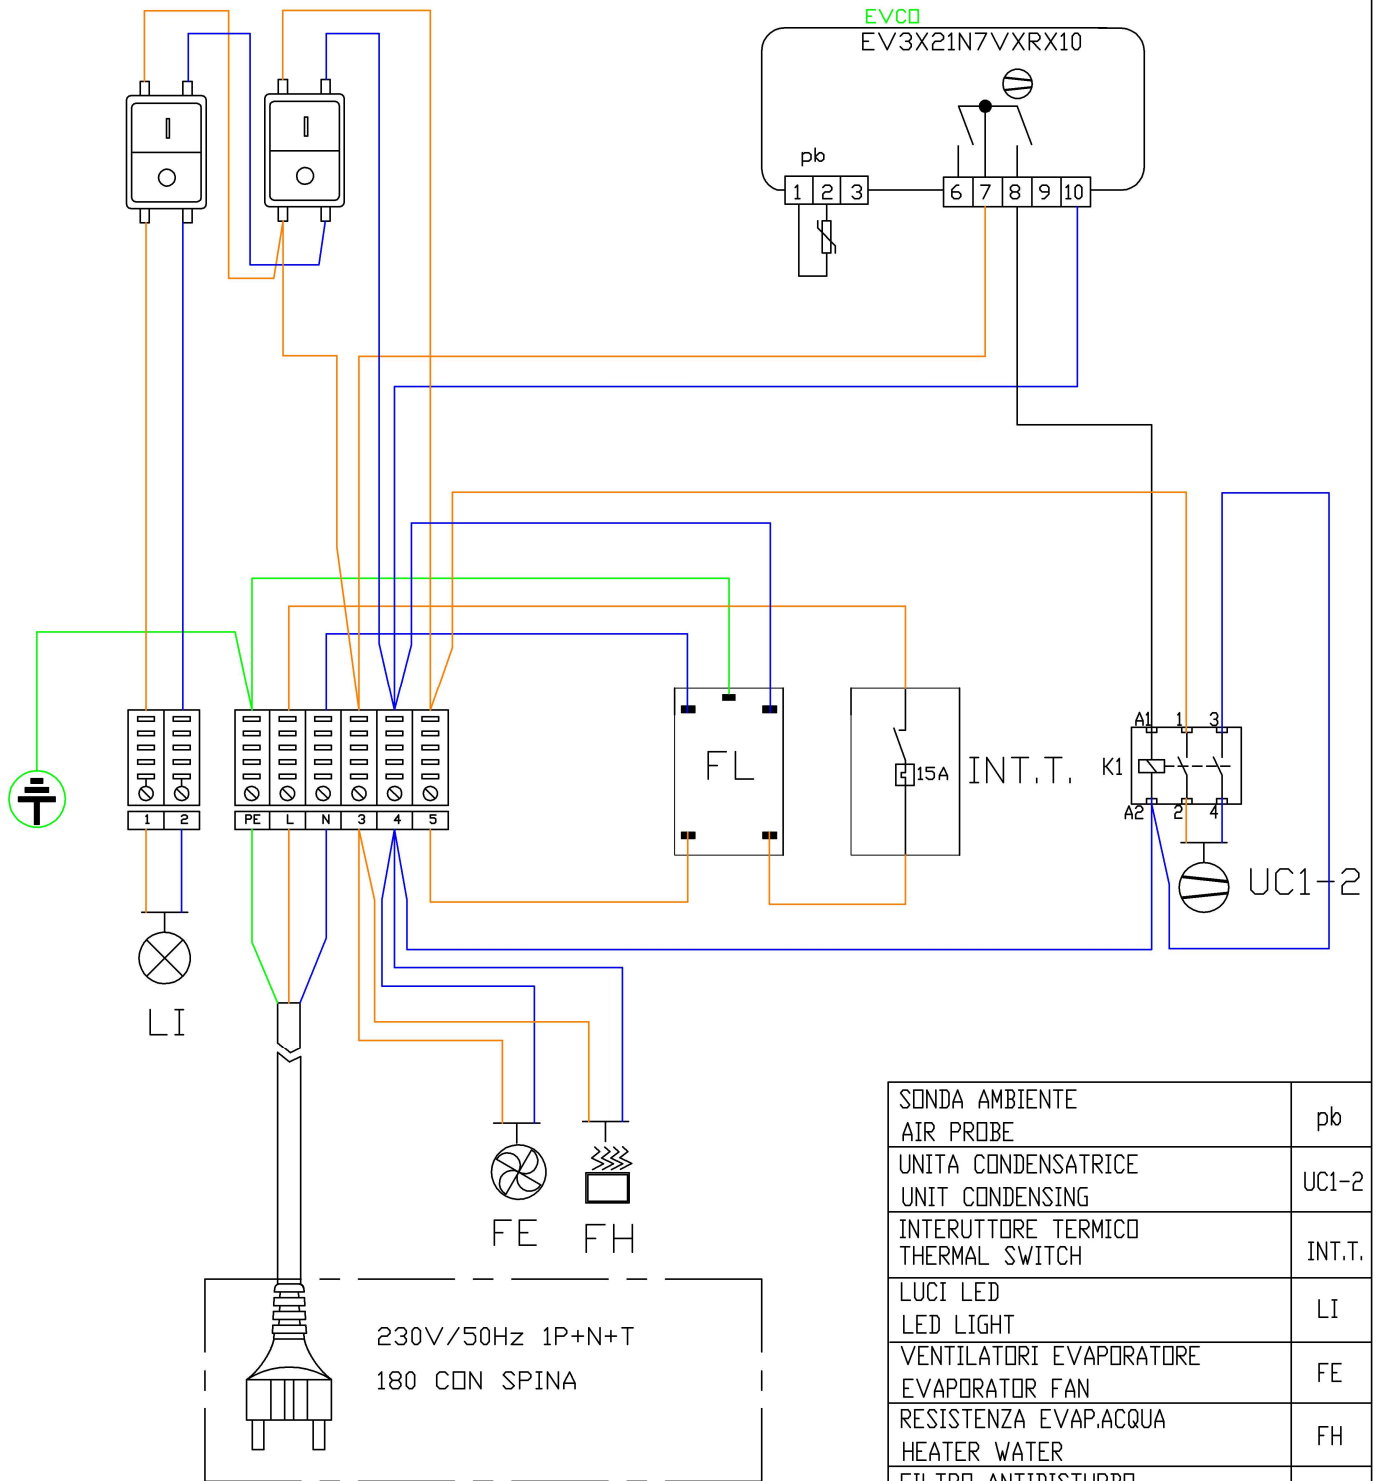 EVCO
EV3X21N7VXRX10
pb
1 2 3
6 7 8 9 10
FL
15A
INT.T.
K1
A1 1 3
A2 2 4
UC1-2
1 2
PE L N 3 4 5
LI
FE
FH
230V/50Hz 1P+N+T
180 CON SPINA
SONDA AMBIENTE
AIR PROBE
pb
UNITA CONDENSATRICE
UNIT CONDENSING
UC1-2
INTERUTTORE TERMICO
THERMAL SWITCH
INT.T.
LUCI LED
LED LIGHT
LI
VENTILATORI EVAPORATORE
EVAPORATOR FAN
FE
RESISTENZA EVAP.ACQUA
HEATER WATER
FH
FILTRO ANTIDISTURBO